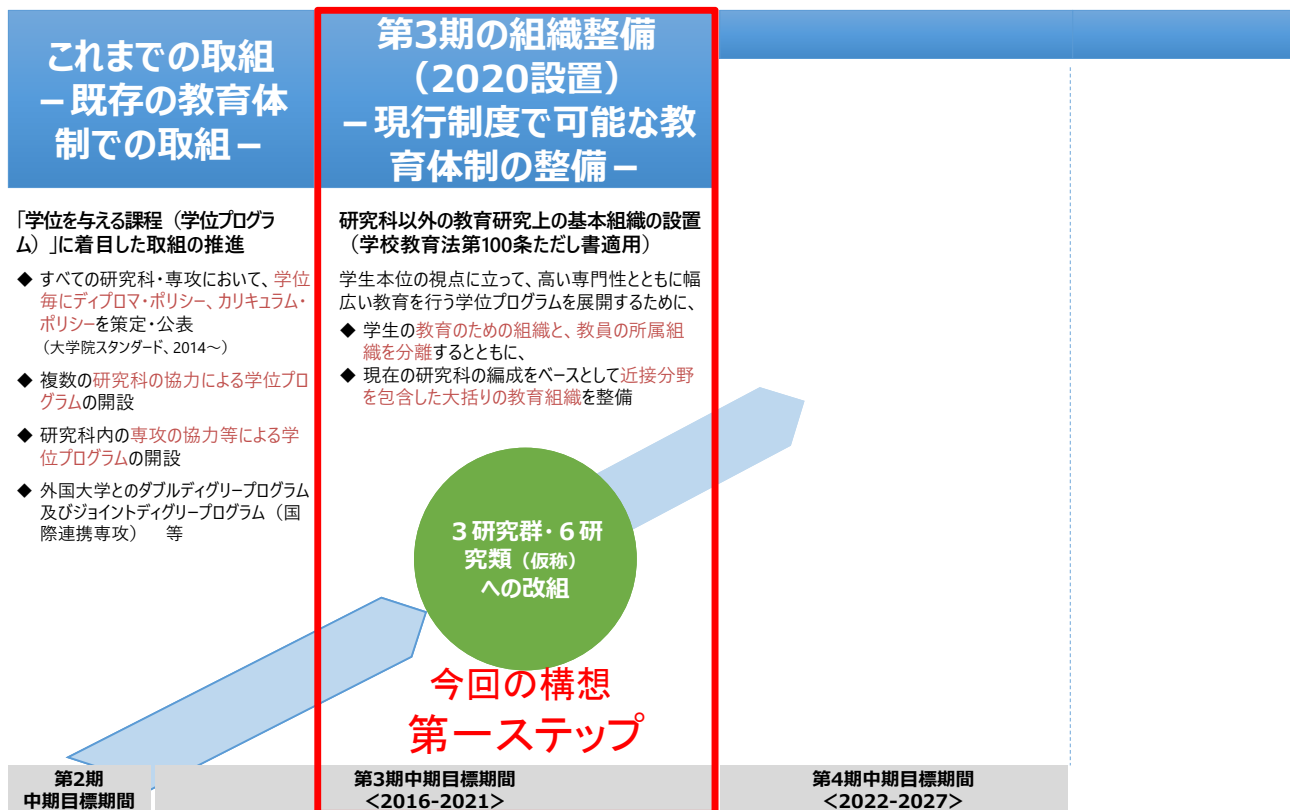 これまでの取組
－既存の教育体
制での取組－
第3期の組織整備
（2020設置）
－現行制度で可能な教
育体制の整備－
「学位を与える課程（学位プログラ
ム）」に着目した取組の推進
◆ すべての研究科・専攻において、学位
毎にディプロマ・ポリシー、カリキュラム・
ポリシーを策定・公表
（大学院スタンダード、2014～）
◆ 複数の研究科の協力による学位プロ
グラムの開設
◆ 研究科内の専攻の協力等による学
位プログラムの開設
◆ 外国大学とのダブルディグリープログラム
及びジョイントディグリープログラム（国
際連携専攻） 等
研究科以外の教育研究上の基本組織の設置
（学校教育法第100条ただし書適用）
学生本位の視点に立って、高い専門性とともに幅
広い教育を行う学位プログラムを展開するために、
◆ 学生の教育のための組織と、教員の所属組
織を分離するとともに、
◆ 現在の研究科の編成をベースとして近接分野
を包含した大括りの教育組織を整備
３研究群・６研
究類（仮称）
への改組
今回の構想
第一ステップ
第2期
中期目標期間
第3期中期目標期間
<2016-2021>
第4期中期目標期間
<2022-2027>